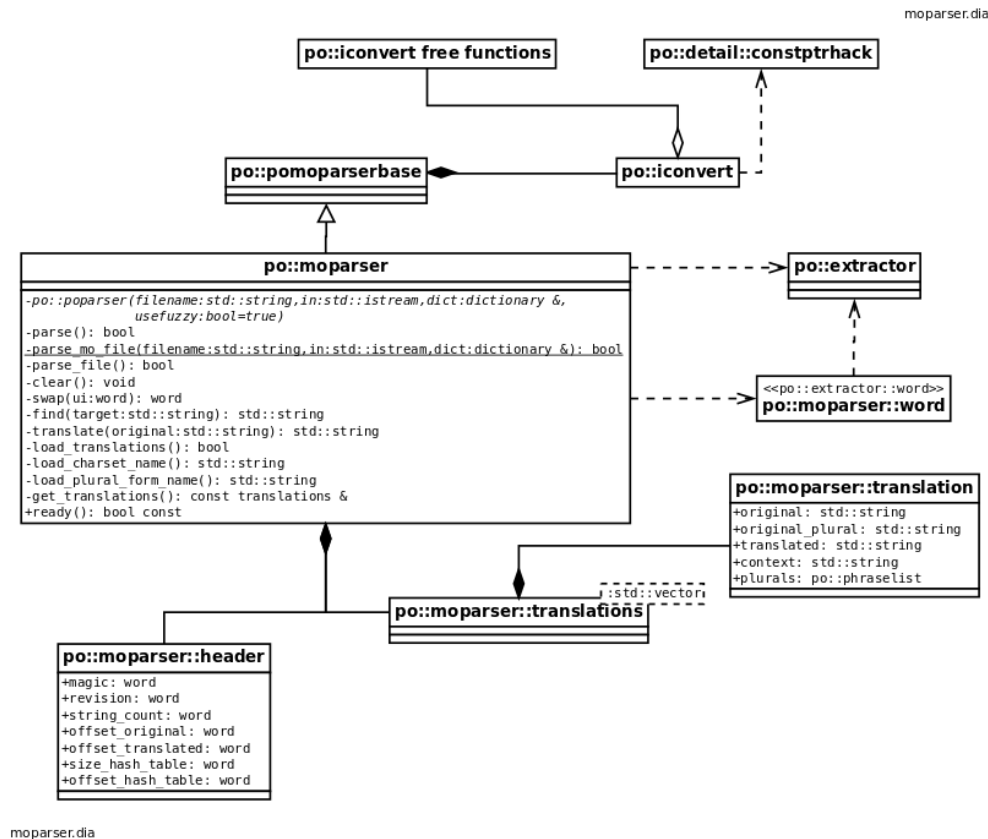 moparser.dia
po::iconvert free functions
po::detail::constptrhack
po::pomoparserbase
po::iconvert
po::moparser
-po::poparser(filename:std::string,in:std::istream,dict:dictionary &,
usefuzzy:bool=true)
-parse(): bool
-parse_mo_file(filename:std::string,in:std::istream,dict:dictionary &): bool
-parse_file(): bool
-clear(): void
-swap(ui:word): word
-find(target:std::string): std::string
-translate(original:std::string): std::string
-load_translations(): bool
-load_charset_name(): std::string
-load_plural_form_name(): std::string
-get_translations(): const translations &
+ready(): bool const
po::extractor
<<po::extractor::word>>
po::moparser::word
po::moparser::translation
+original: std::string
+original_plural: std::string
+translated: std::string
+context: std::string
+plurals: po::phraselist
:std::vector
po::moparser::translations
po::moparser::header
+magic: word
+revision: word
+string_count: word
+offset_original: word
+offset_translated: word
+size_hash_table: word
+offset_hash_table: word
moparser.dia